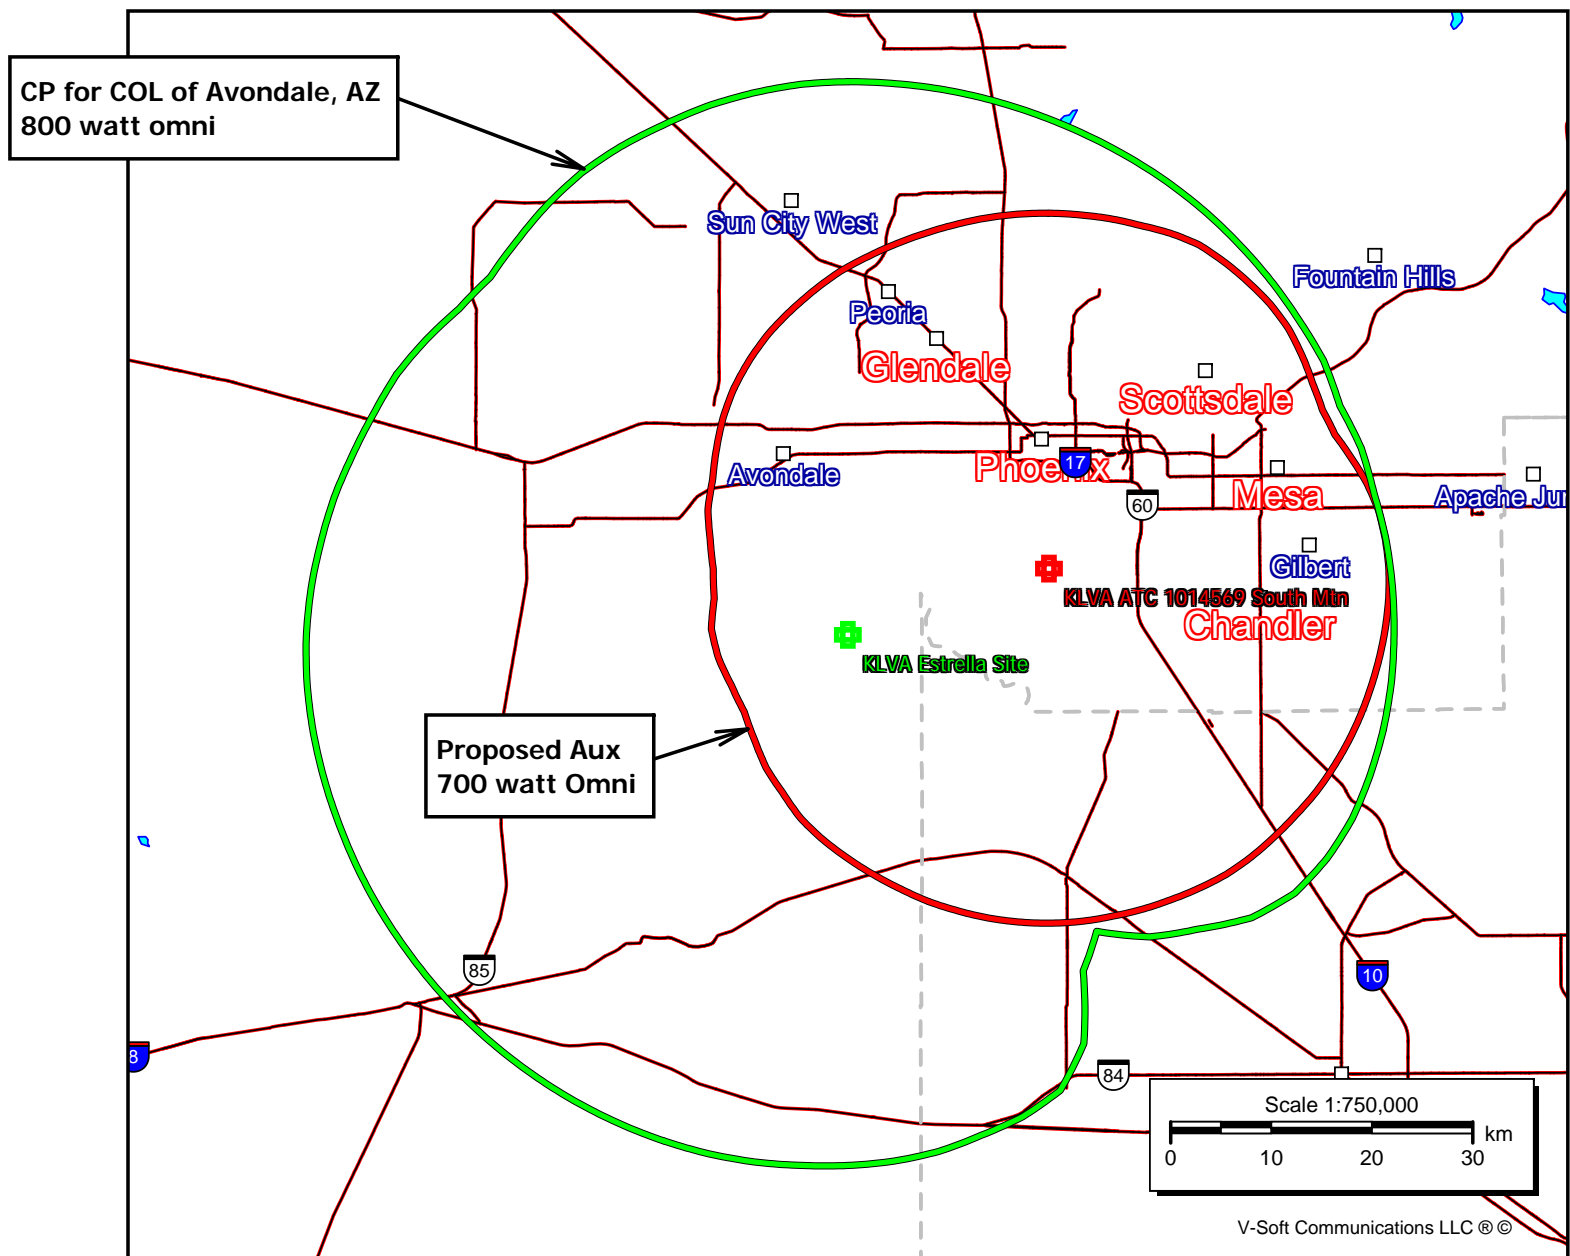 CP for COL of Avondale, AZ
800 watt omni
Sun City West
Fountain Hills
Peoria
Glendale
Scottsdale
Phoenix
17
Avondale
Mesa
Apache Jun
60
Gilbert
KLVA ATC 1014569 South Mtn
Chandler
KLVA Estrella Site
Proposed Aux
700 watt Omni
85
10
8
84
Scale 1:750,000
km
0 10 20 30
V-Soft Communications LLC ® ©